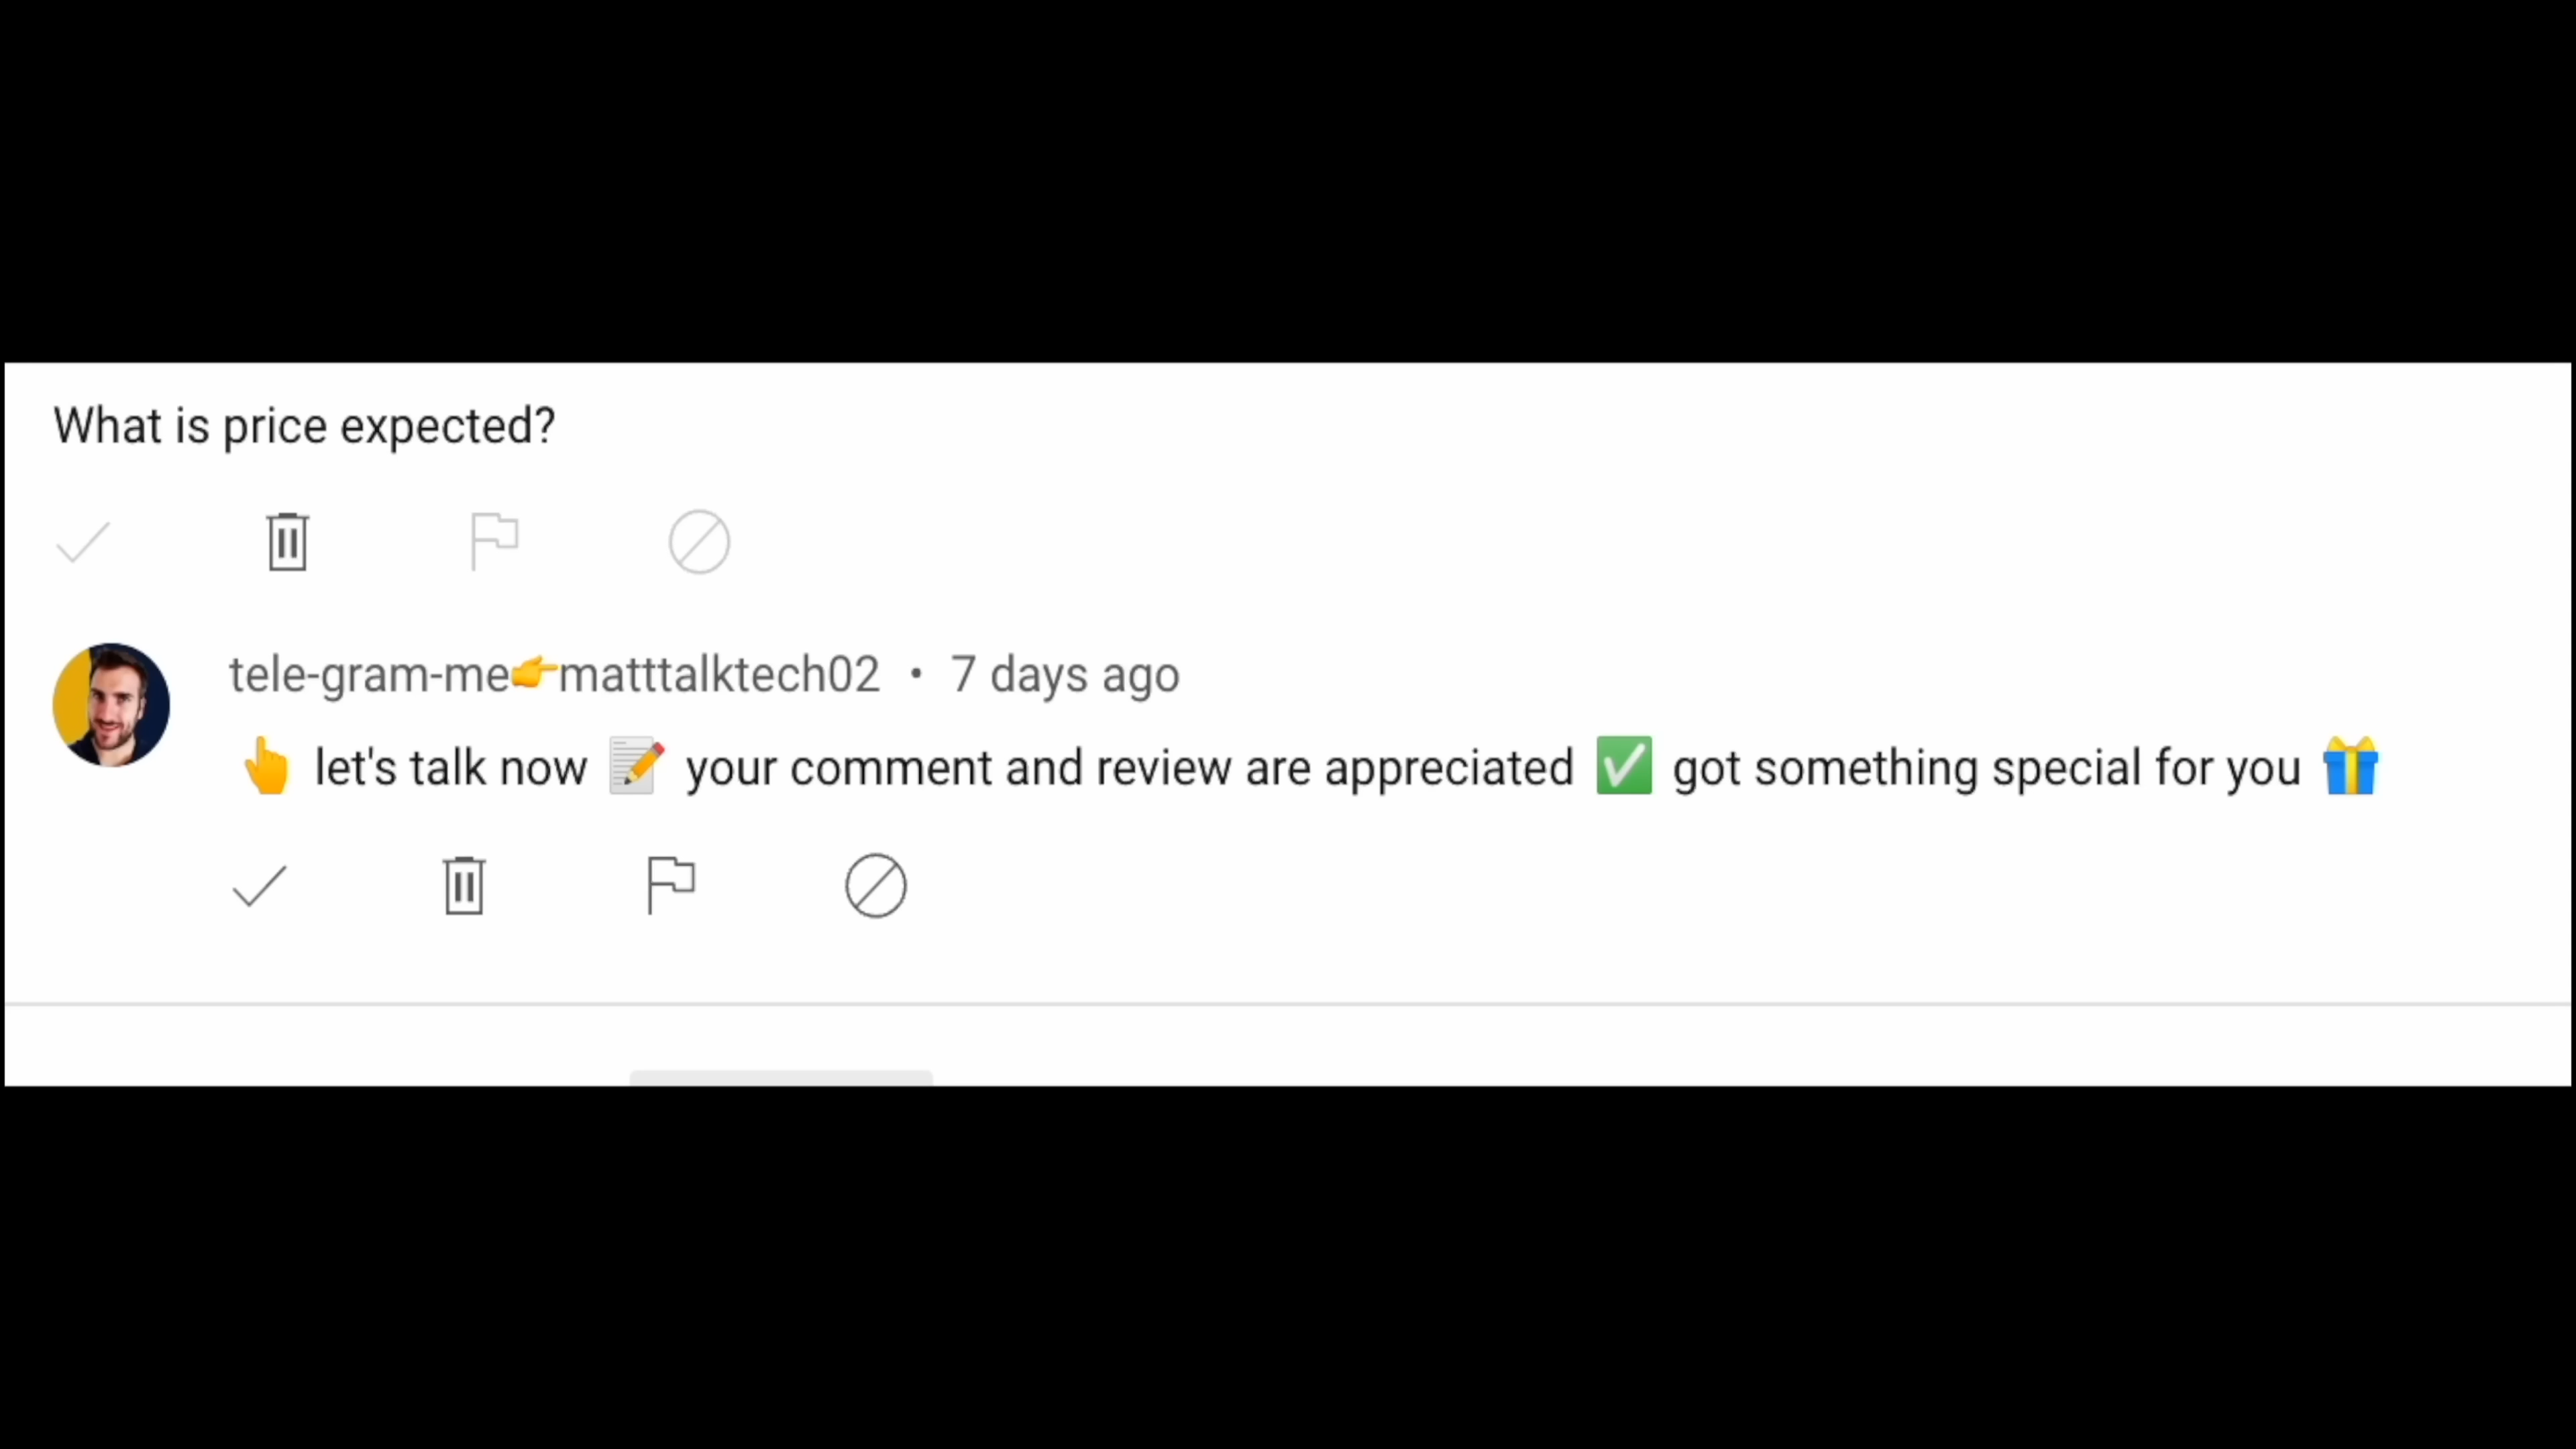 What is price expected?
tele-gram-me👉matttalktech02 • 7 days ago
👆 let's talk now 📝 your comment and review are appreciated ✅ got something special for you 🎁